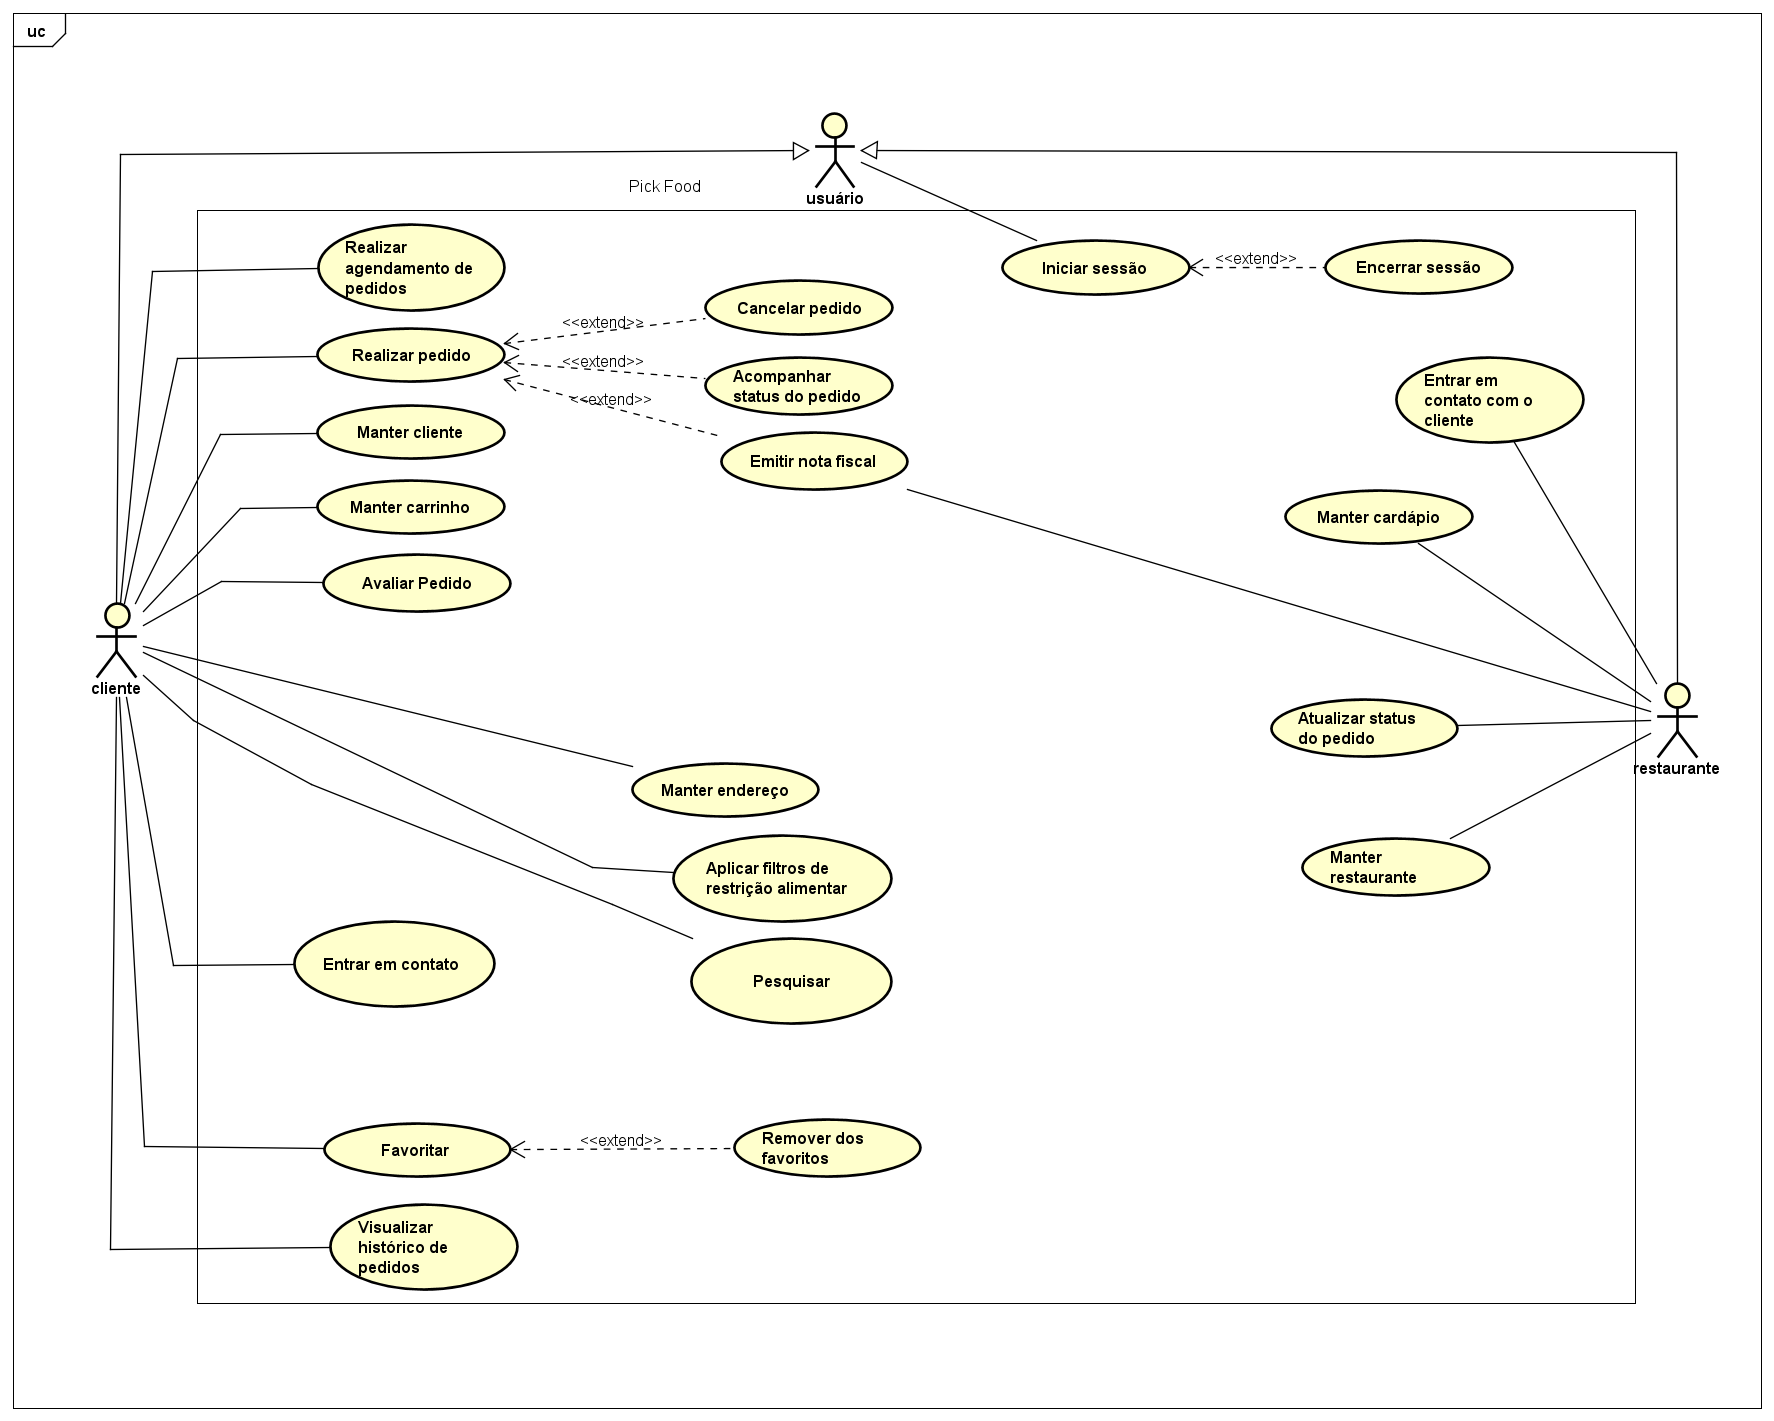 uc
usuário
Pick Food
Realizar
agendamento de
pedidos
Iniciar sessão
<<extend>>
Encerrar sessão
Realizar pedido
<<extend>>
Cancelar pedido
<<extend>>
Acompanhar
status do pedido
<<extend>>
Emitir nota fiscal
Entrar em
contato com o
cliente
Manter cliente
Manter carrinho
Manter cardápio
Avaliar Pedido
cliente
Atualizar status
do pedido
restaurante
Manter endereço
Aplicar filtros de
restrição alimentar
Manter
restaurante
Entrar em contato
Pesquisar
Favoritar
<<extend>>
Remover dos
favoritos
Visualizar
histórico de
pedidos